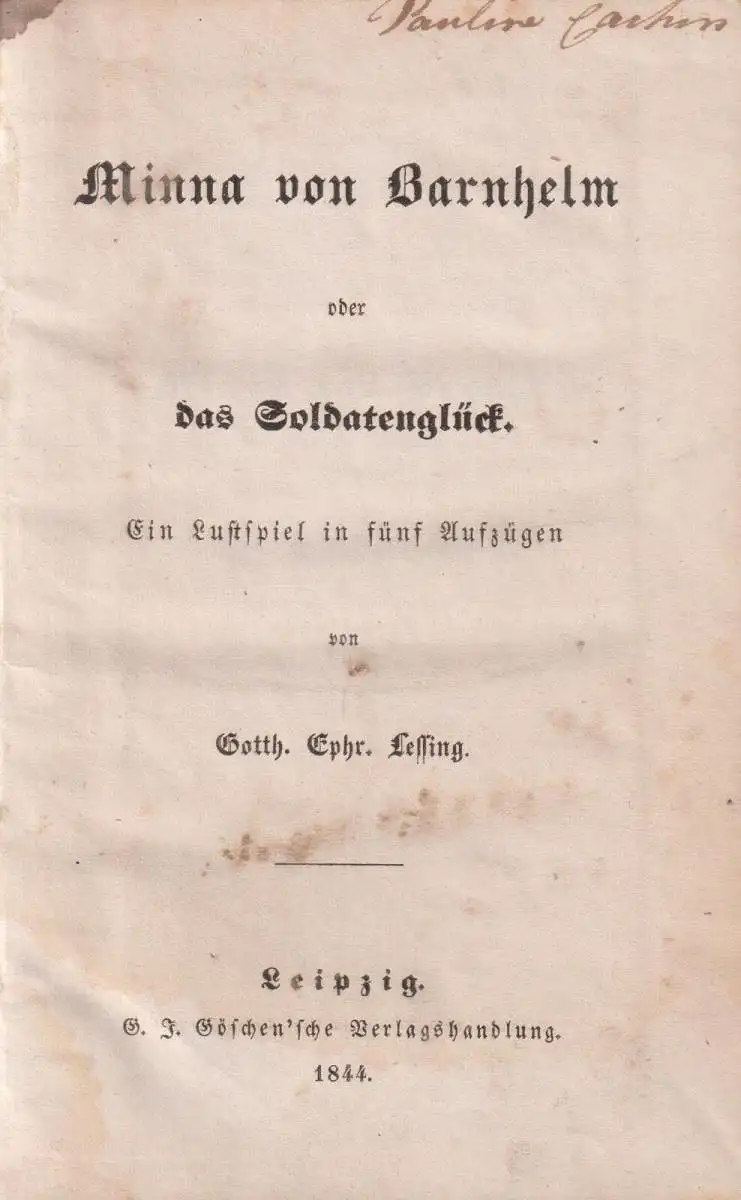 Pauline
Minna von Barnhelm
oder
das Soldatenglück.
Ein Lustspiel in fünf Aufzügen
von
Gotth. Ephr. Lessing.
Leipzig.
G. J. Göschen'sche Verlagshandlung.
1844.